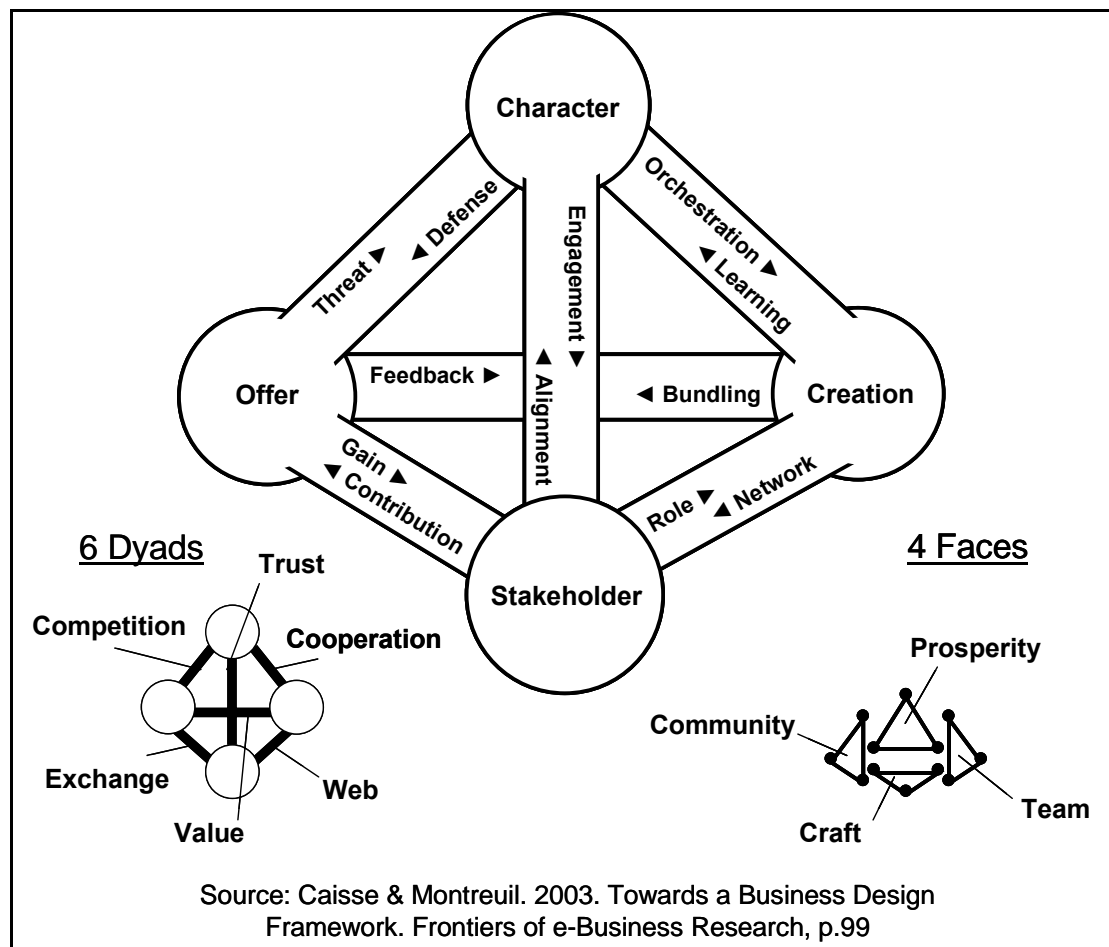 Character
Threat ►
◄ Defense
Engagement ►
◄ Alignment
Orchestration ►
◄ Learning
Offer
Feedback ►
◄ Bundling
Creation
Gain ►
◄ Contribution
Role ►
◄ Network
Stakeholder
6 Dyads
Trust
Competition
Cooperation
Exchange
Web
Value
4 Faces
Prosperity
Community
Team
Craft
Source: Caisse & Montreuil. 2003. Towards a Business Design
Framework. Frontiers of e-Business Research, p.99